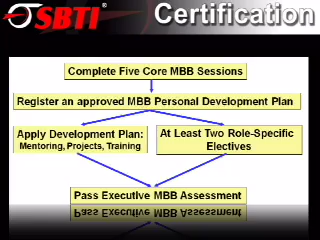 SBTI® Certification
Complete Five Core MBB Sessions
Register an approved MBB Personal Development Plan
Apply Development Plan:
Mentoring, Projects, Training
At Least Two Role-Specific
Electives
Pass Executive MBB Assessment